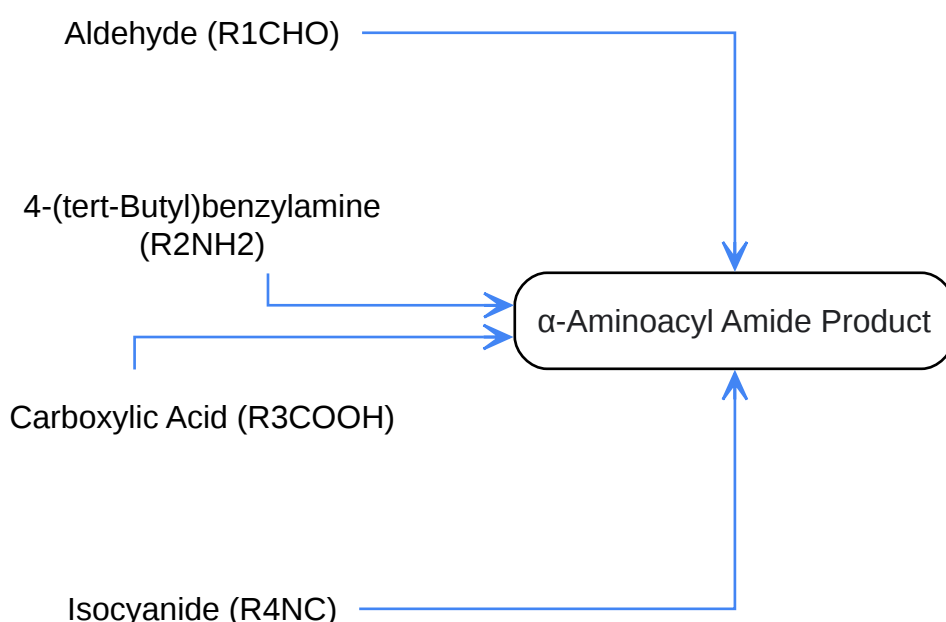 Aldehyde (R1CHO)
4-(tert-Butyl)benzylamine
(R2NH2)
α-Aminoacyl Amide Product
Carboxylic Acid (R3COOH)
Isocyanide (R4NC)